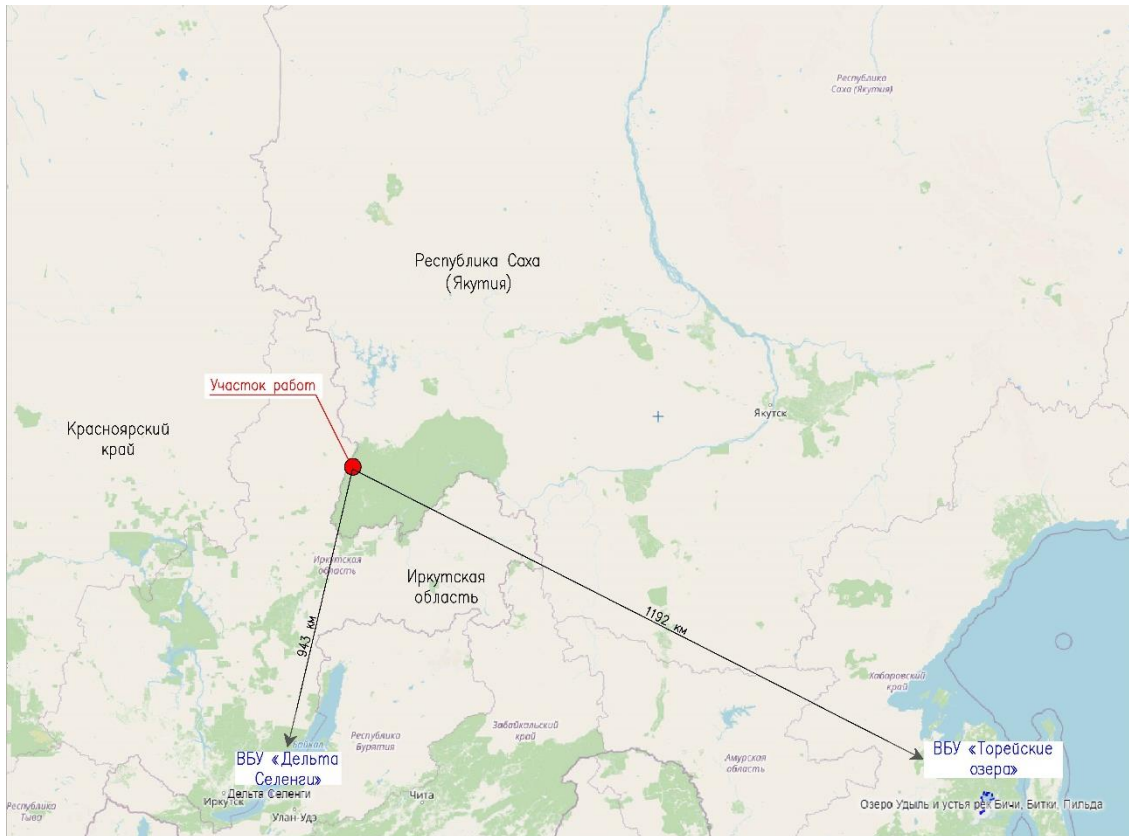 Республика
Саха (Якутия)
Республика Саха
(Якутия)
Участок работ
Якутск
Красноярский
край
Иркутская
область
Иркутская
область
943 км
1192 км
Хабаровский
край
Забайкальский
край
Республика
Бурятия
Амурская
область
Байкал
ВБУ «Дельта
Селенги»
ВБУ «Торейские
озера»
Дельта Селенги
Иркутск
Чита
Улан-Удэ
Республика
Тыва
Озеро Удыль и устья рек Бичи, Битки, Пильда